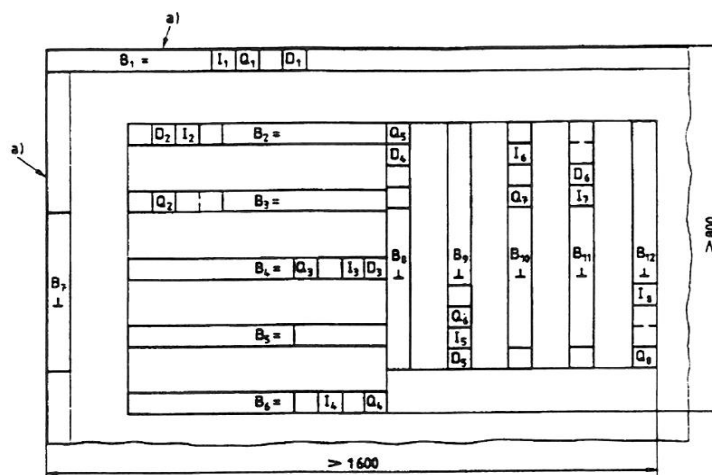 a)
B₁ = I₁ Q₁ D₁
D₂ I₂ B₂ = Q₅
D₄ I₆
a) D₆
Q₂ B₃ = Q₇ I₇
B₄ = Q₃ I₃ D₃ B₈ ⊥ B₉ ⊥ B₁₀ ⊥ B₁₁ ⊥ B₁₂ ⊥
B₇ ⊥
I₈
Q₆
B₅ = I₅
D₅ Q₈
B₆ = I₄ Q₄
> 1600